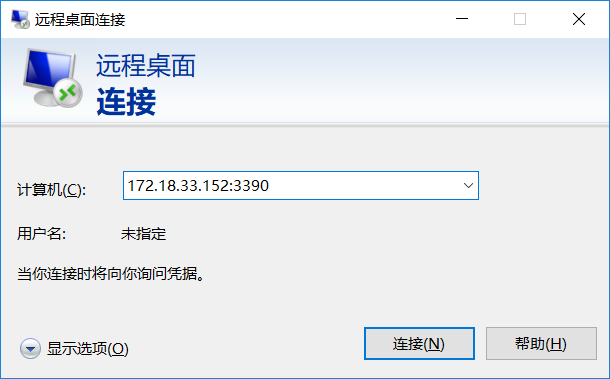 远程桌面连接
远程桌面
连接
计算机(C): 172.18.33.152:3390
用户名: 未指定
当你连接时将向你询问凭据。
显示选项(O) 连接(N) 帮助(H)